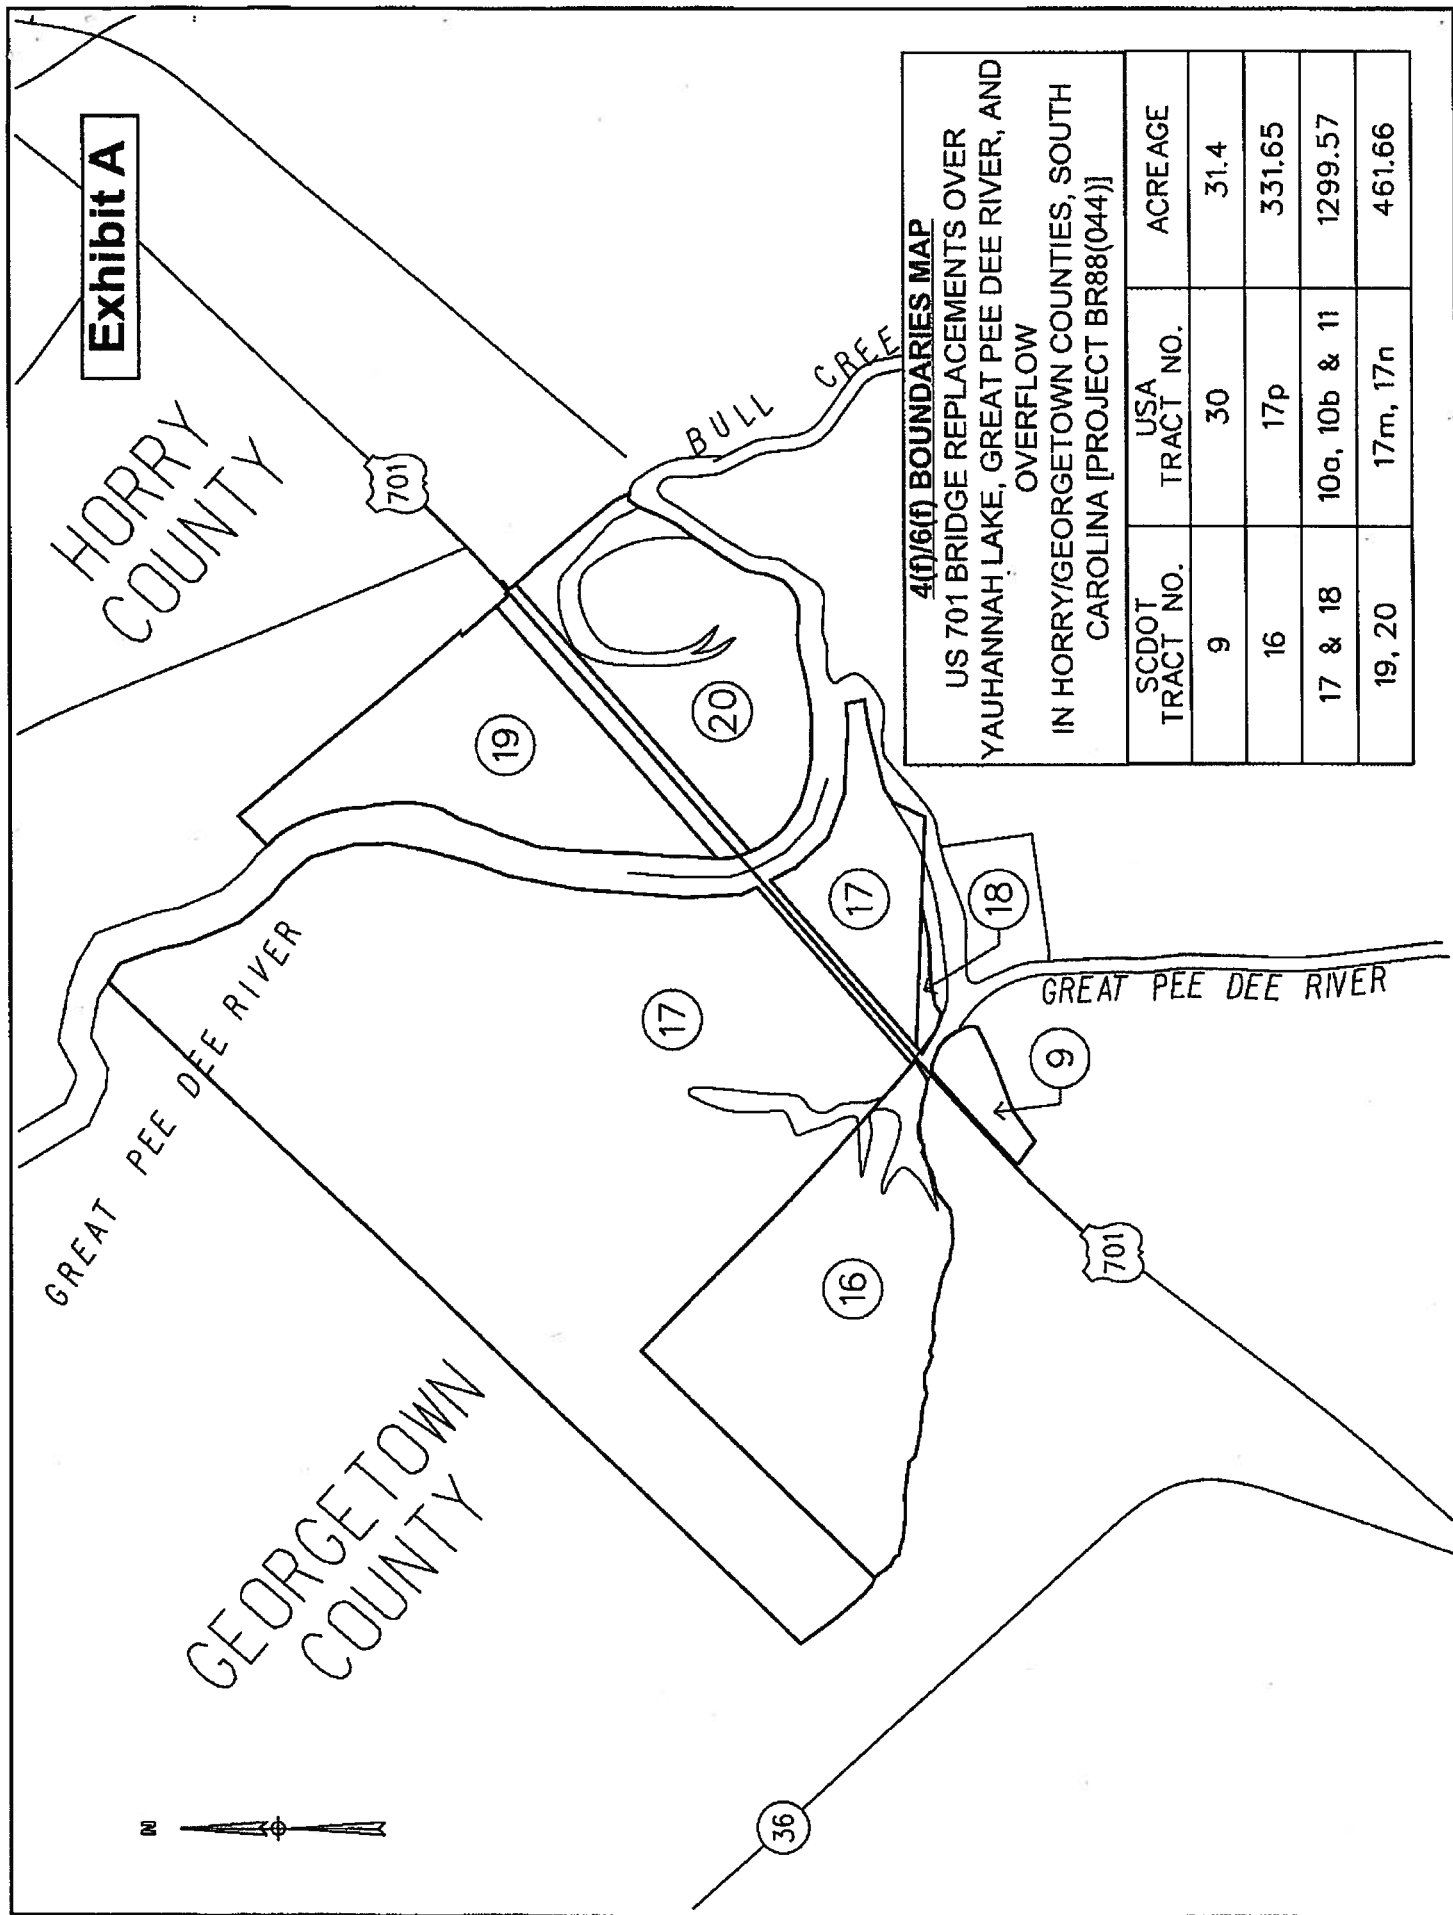 Exhibit A
HORRY
COUNTY
701
BULL CREE
19
20
17
18
17
GREAT PEE DEE RIVER
GREAT PEE DEE RIVER
9
16
701
GEORGETOWN
COUNTY
36
N
4(f)/6(f) BOUNDARIES MAP
US 701 BRIDGE REPLACEMENTS OVER
YAUHANNAH LAKE, GREAT PEE DEE RIVER, AND
OVERFLOW
IN HORRY/GEORGETOWN COUNTIES, SOUTH
CAROLINA [PROJECT BR88(044)]
SCDOT TRACT NO. USA TRACT NO. ACREAGE
9 30 31.4
16 17p 331.65
17 & 18 10a, 10b & 11 1299.57
19, 20 17m, 17n 461.66